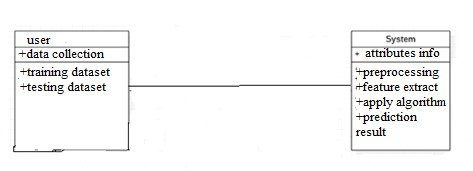 user
+data collection
+training dataset
+testing dataset
System
+ attributes info
+preprocessing
+feature extract
+apply algorithm
+prediction
result